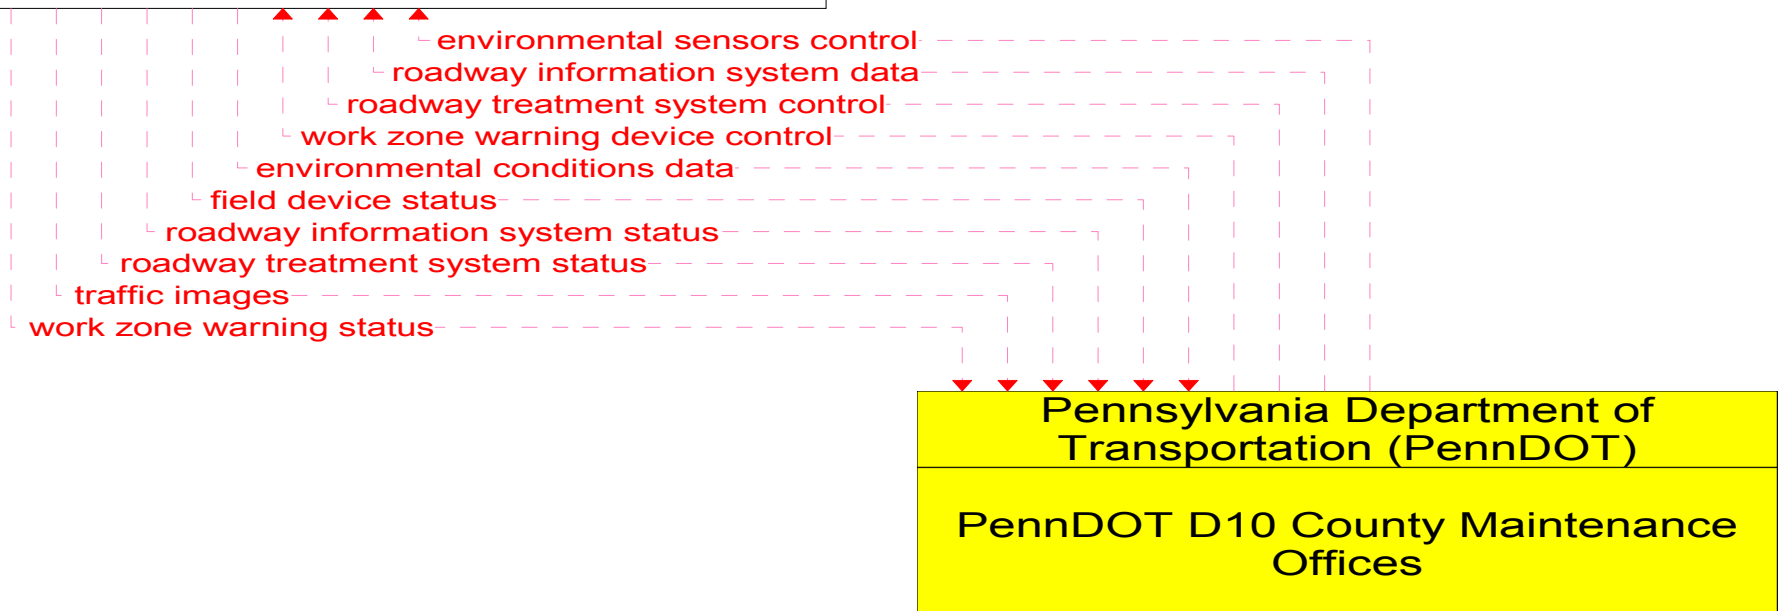 environmental sensors control
roadway information system data
roadway treatment system control
work zone warning device control
environmental conditions data
field device status
roadway information system status
roadway treatment system status
traffic images
work zone warning status
Pennsylvania Department of
Transportation (PennDOT)
PennDOT D10 County Maintenance
Offices